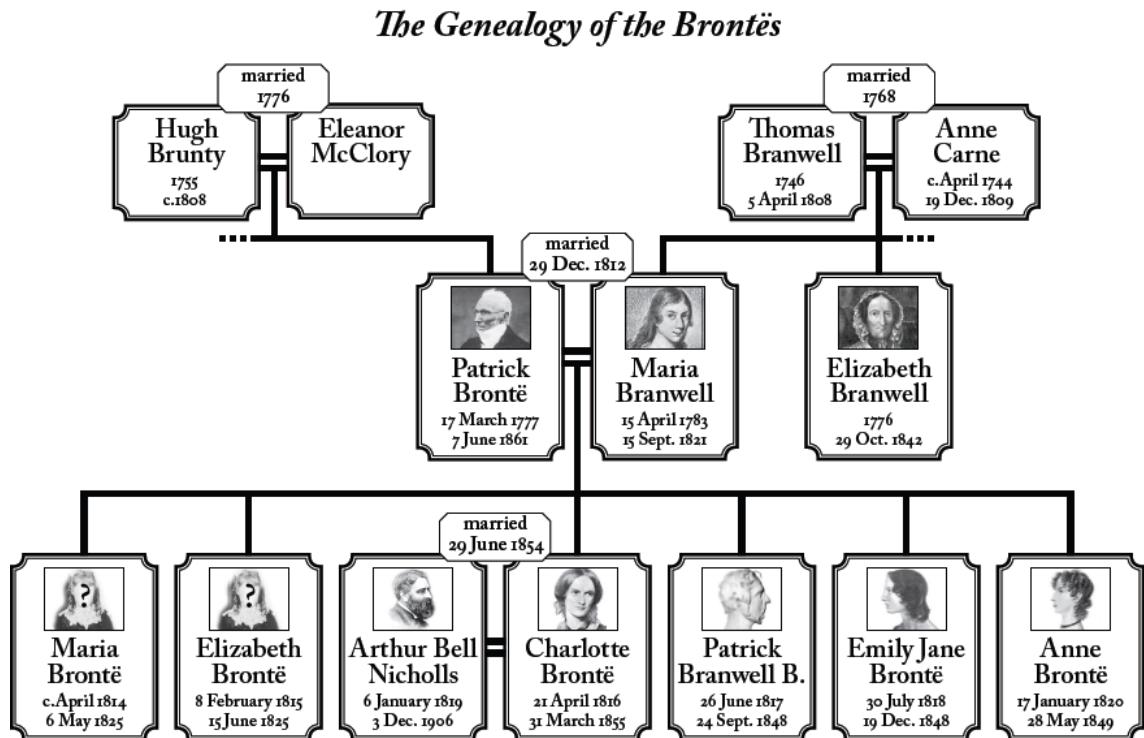 The Genealogy of the Brontës
married
1776
married
1768
Hugh
Brunty
1755
c.1808
Eleanor
McClory
Thomas
Branwell
1746
5 April 1808
Anne
Carne
c.April 1744
19 Dec. 1809
married
29 Dec. 1812
Patrick
Brontë
17 March 1777
7 June 1861
Maria
Branwell
15 April 1783
15 Sept. 1821
Elizabeth
Branwell
1776
29 Oct. 1842
married
29 June 1854
?
Maria
Brontë
c.April 1814
6 May 1825
?
Elizabeth
Brontë
8 February 1815
15 June 1825
Arthur Bell
Nicholls
6 January 1819
3 Dec. 1906
Charlotte
Brontë
21 April 1816
31 March 1855
Patrick
Branwell B.
26 June 1817
24 Sept. 1848
Emily Jane
Brontë
30 July 1818
19 Dec. 1848
Anne
Brontë
17 January 1820
28 May 1849